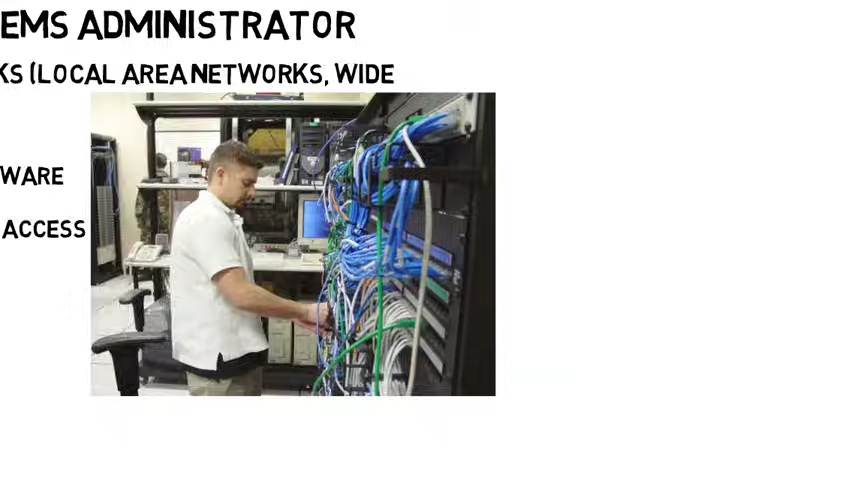 EMS ADMINISTRATOR
KS (LOCAL AREA NETWORKS, WIDE
WARE
ACCESS